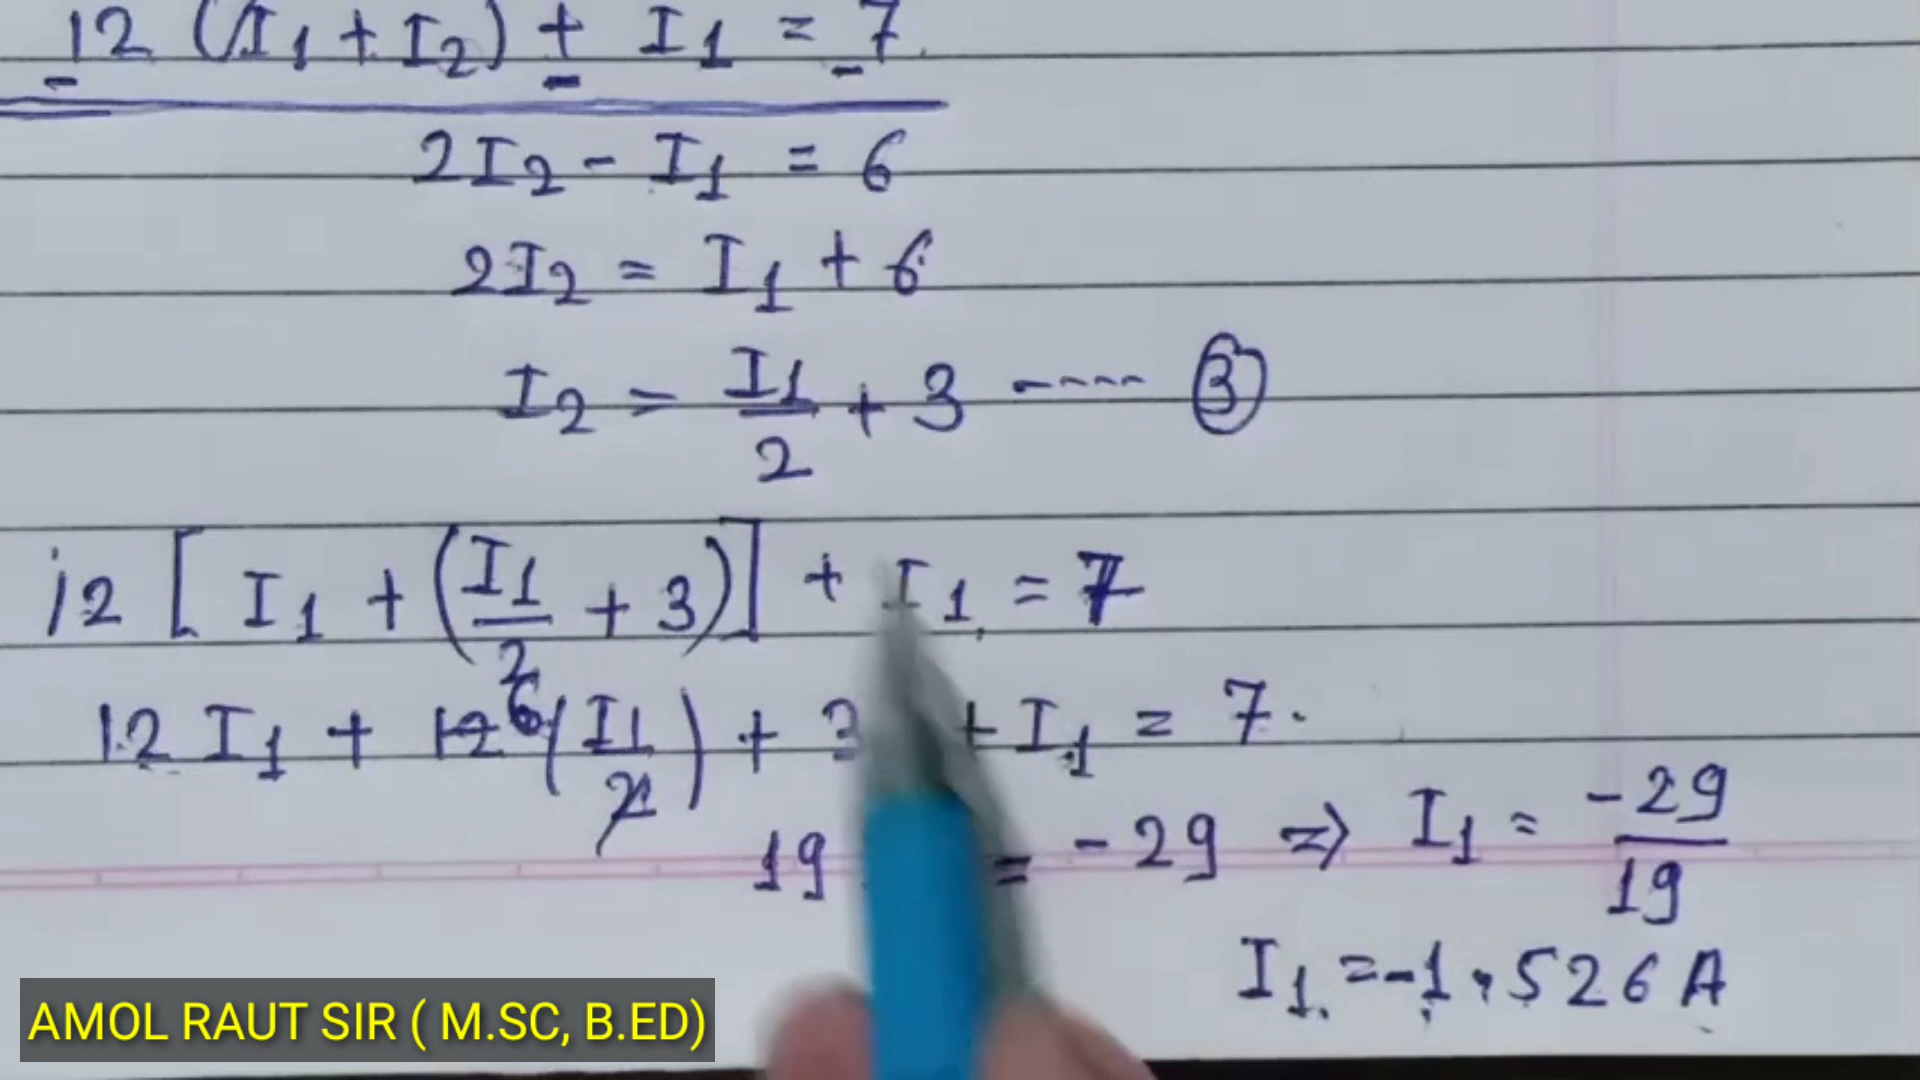 12 (I1 + I2) + I1 = 7
- - -
2I2 - I1 = 6
2I2 = I1 + 6
I2 = I1/2 + 3 ---- ③
12 [ I1 + (I1/2 + 3)] + I1 = 7
12 I1 + 12 6 (I1/2) + 3 + I1 = 7.
19 = -29 ⇒ I1 = -29/19
I1 = -1.526 A
AMOL RAUT SIR ( M.SC, B.ED)